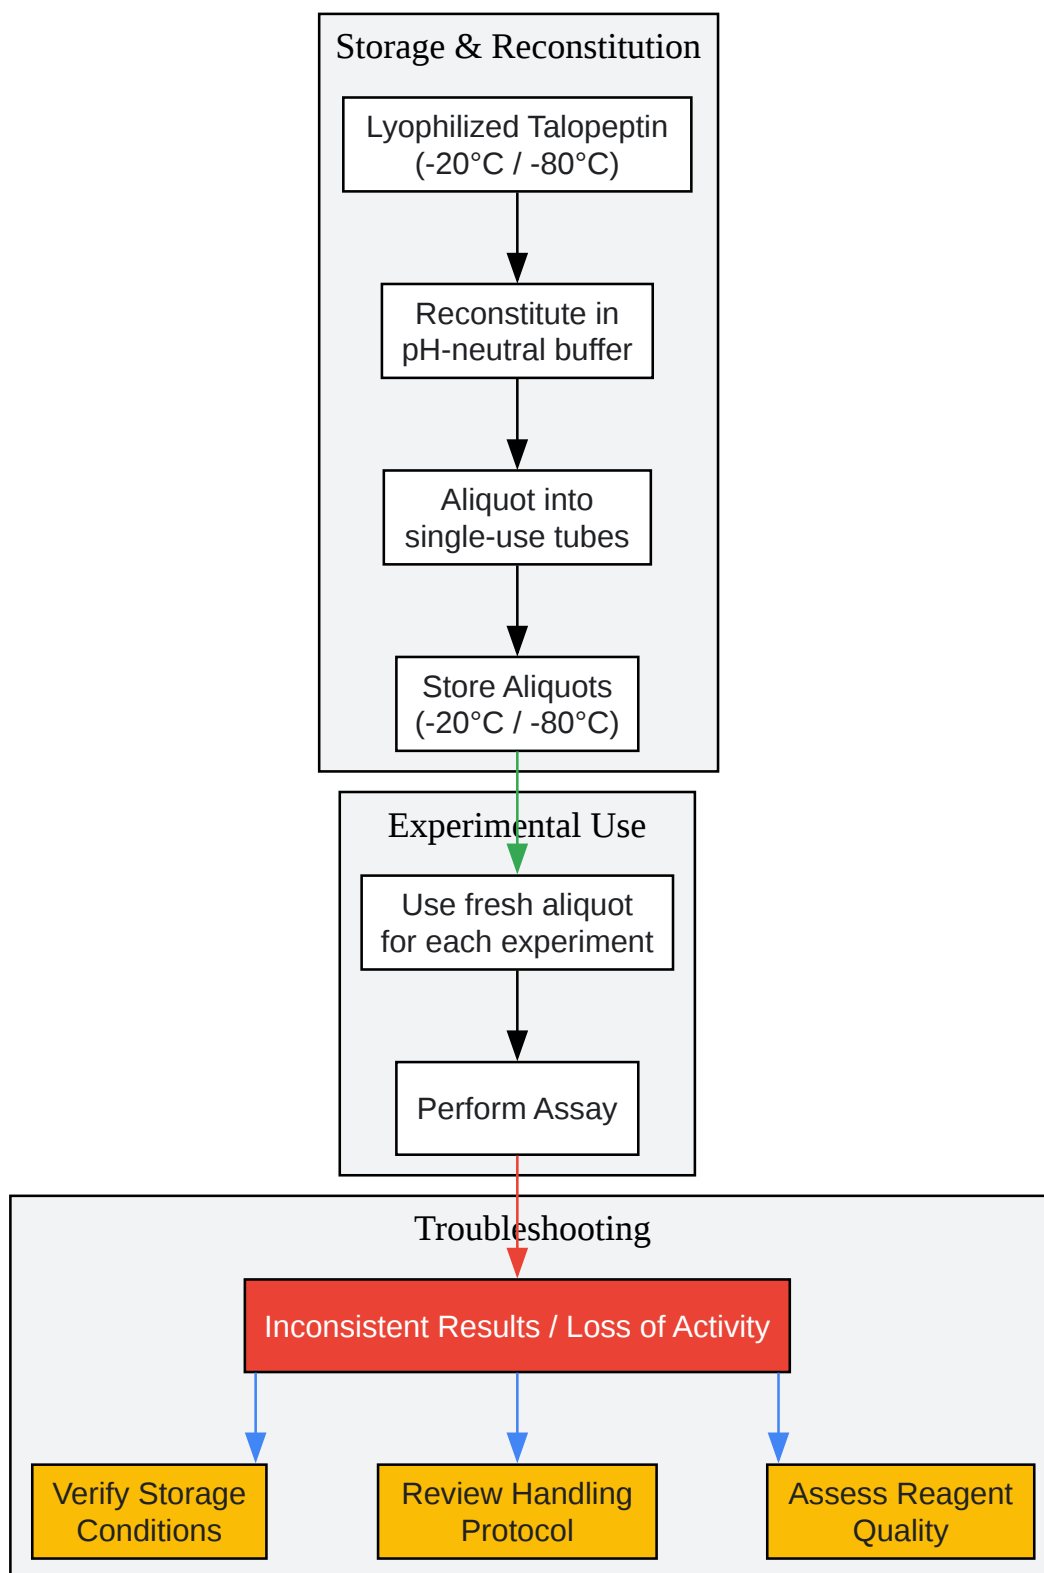 Storage & Reconstitution
Lyophilized Talopeptin
(-20°C / -80°C)
Reconstitute in
pH-neutral buffer
Aliquot into
single-use tubes
Store Aliquots
(-20°C / -80°C)
Experimental Use
Use fresh aliquot
for each experiment
Perform Assay
Troubleshooting
Inconsistent Results / Loss of Activity
Verify Storage
Conditions
Review Handling
Protocol
Assess Reagent
Quality